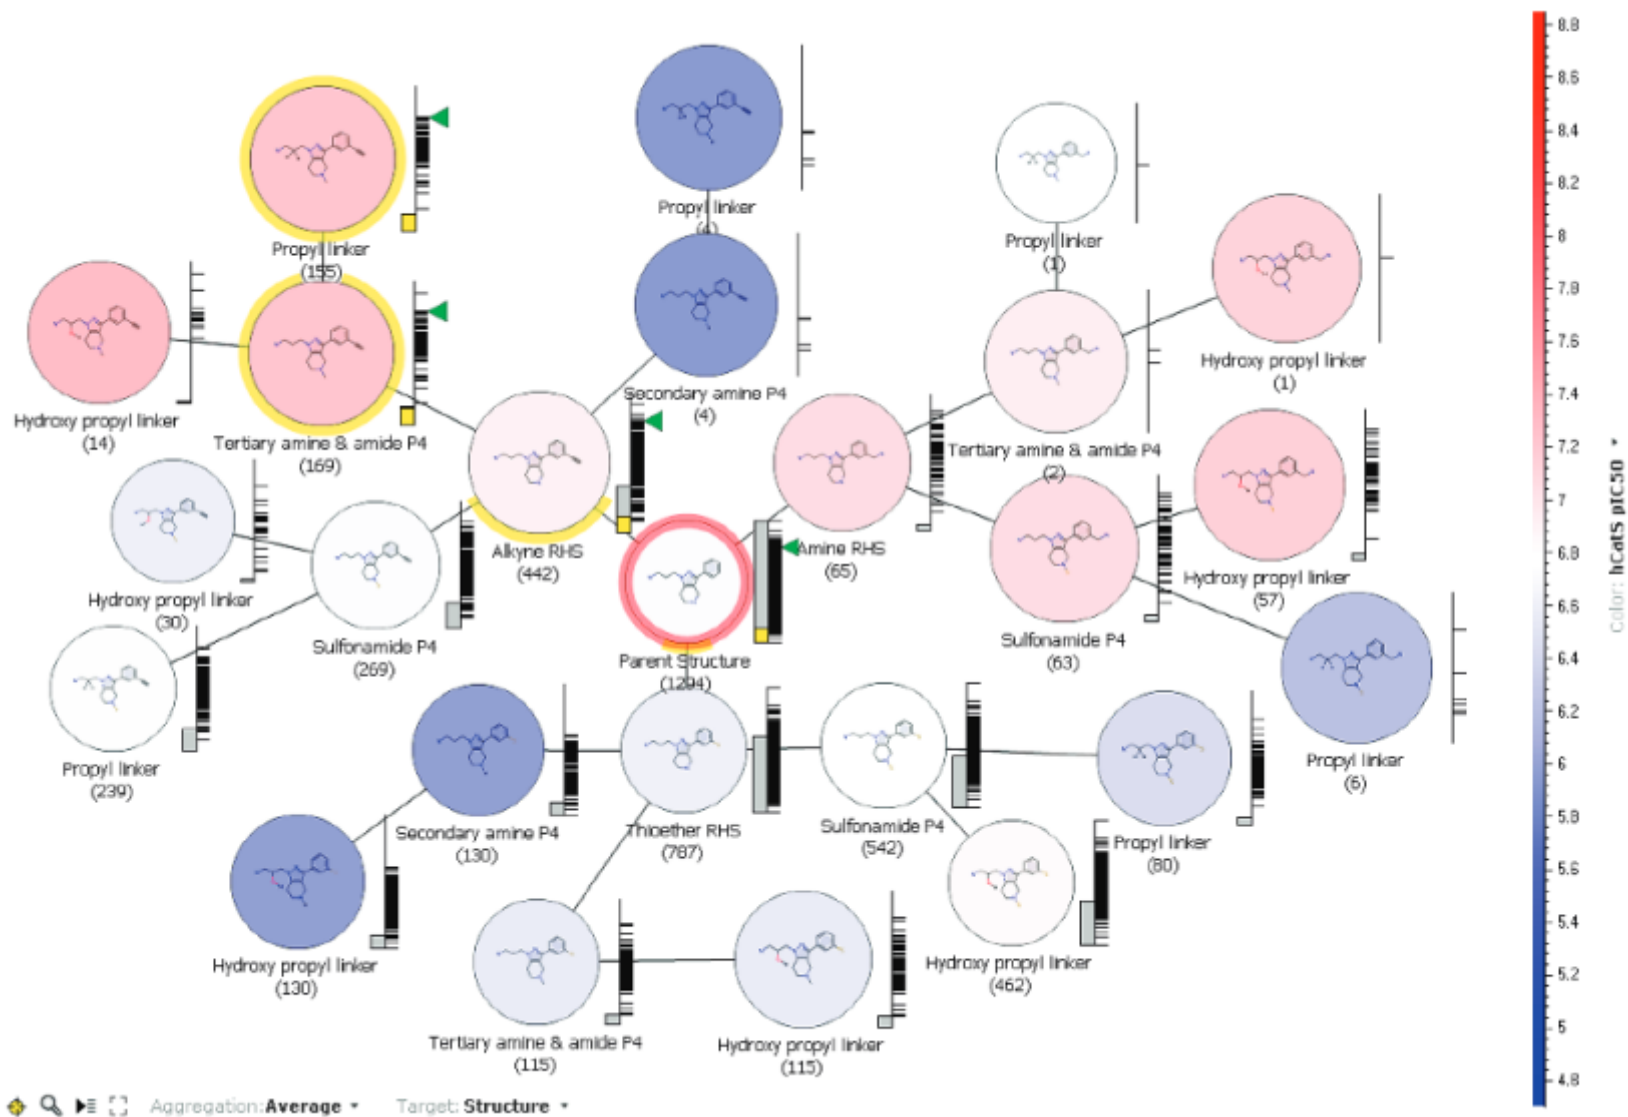 Propyl linker
(155)
Propyl linker
Propyl linker
(1)
Hydroxy propyl linker
(1)
Hydroxy propyl linker
(14)
Tertiary amine & amide P4
(169)
Secondary amine P4
(4)
Tertiary amine & amide P4
(2)
Alkyne RHS
(442)
Amine RHS
(65)
Hydroxy propyl linker
(57)
Hydroxy propyl linker
(30)
Sulfonamide P4
(269)
Parent Structure
(1294)
Sulfonamide P4
(63)
Propyl linker
(239)
Propyl linker
(6)
Secondary amine P4
(130)
Thioether RHS
(787)
Sulfonamide P4
(542)
Propyl linker
(80)
Hydroxy propyl linker
(130)
Hydroxy propyl linker
(462)
Tertiary amine & amide P4
(115)
Hydroxy propyl linker
(115)
8.8
8.6
8.4
8.2
8
7.8
7.6
7.4
7.2
7
6.8
6.6
6.4
6.2
6
5.8
5.6
5.4
5.2
5
4.8
Color: hCatS pIC50
Aggregation: Average
Target: Structure